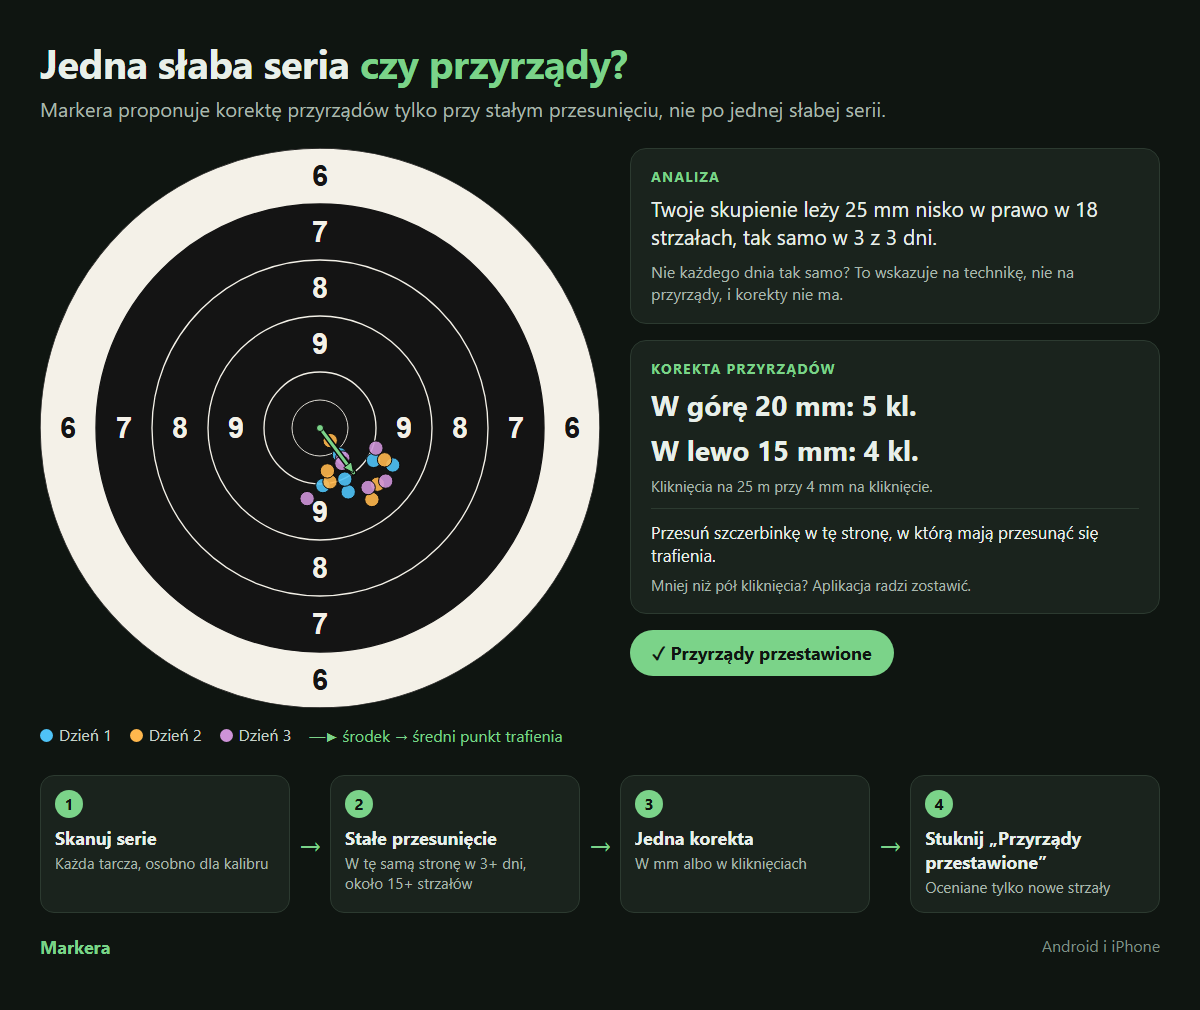 Jedna słaba seria czy przyrządy?
Markera proponuje korektę przyrządów tylko przy stałym przesunięciu, nie po jednej słabej serii.
6
7
8
9
6 7 8 9 9 8 7 6
9
8
7
6
ANALIZA
Twoje skupienie leży 25 mm nisko w prawo w 18
strzałach, tak samo w 3 z 3 dni.
Nie każdego dnia tak samo? To wskazuje na technikę, nie na
przyrządy, i korekty nie ma.
KOREKTA PRZYRZĄDÓW
W górę 20 mm: 5 kl.
W lewo 15 mm: 4 kl.
Kliknięcia na 25 m przy 4 mm na kliknięcie.
Przesuń szczerbinkę w tę stronę, w którą mają przesunąć się
trafienia.
Mniej niż pół kliknięcia? Aplikacja radzi zostawić.
✓ Przyrządy przestawione
Dzień 1 Dzień 2 Dzień 3 środek → średni punkt trafienia
1
Skanuj serie
Każda tarcza, osobno dla kalibru
→
2
Stałe przesunięcie
W tę samą stronę w 3+ dni,
około 15+ strzałów
→
3
Jedna korekta
W mm albo w kliknięciach
→
4
Stuknij „Przyrządy
przestawione”
Oceniane tylko nowe strzały
Markera
Android i iPhone